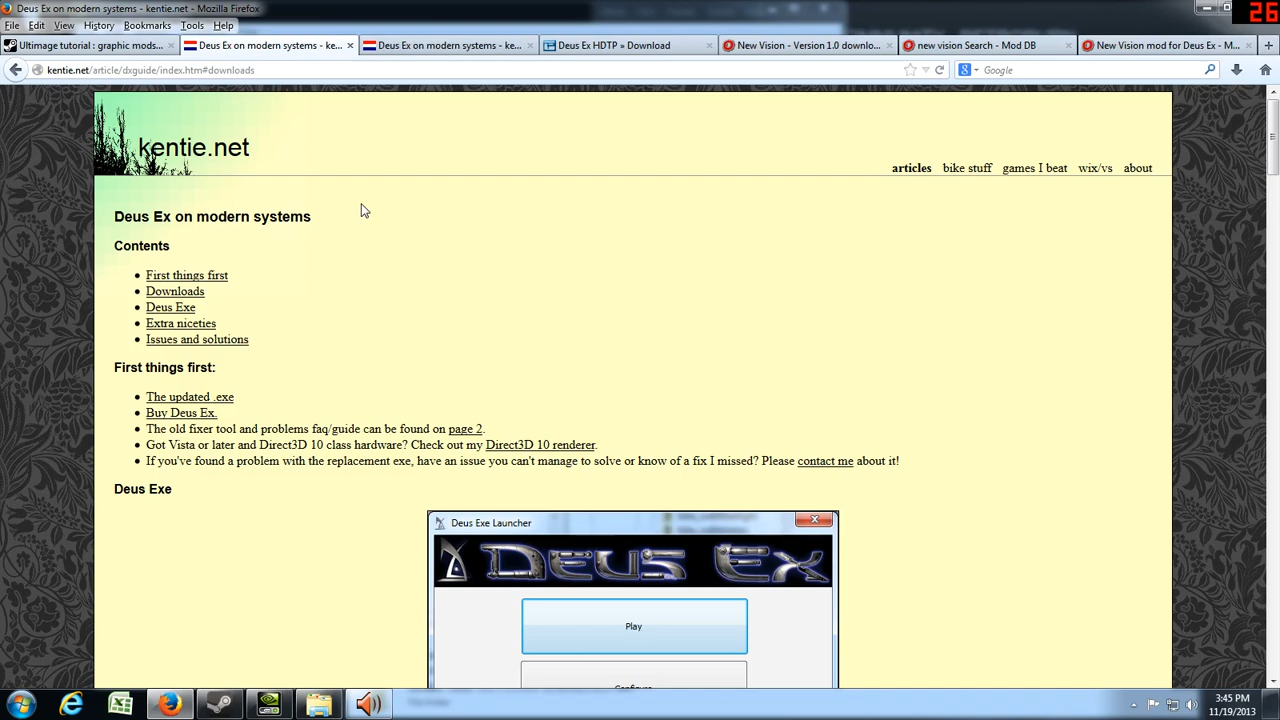 Deus Ex on modern systems - kentie.net - Mozilla Firefox
26
File Edit View History Bookmarks Tools Help
Ultimage tutorial : graphic mods... Deus Ex on modern systems - ke... Deus Ex on modern systems - ke... Deus Ex HDTP » Download New Vision - Version 1.0 downlo... new vision Search - Mod DB New Vision mod for Deus Ex - M...
kentie.net/article/dxguide/index.htm#downloads Google
kentie.net
articles bike stuff games I beat wix/vs about
Deus Ex on modern systems
Contents
First things first
Downloads
Deus Exe
Extra niceties
Issues and solutions
First things first:
The updated .exe
Buy Deus Ex.
The old fixer tool and problems faq/guide can be found on page 2.
Got Vista or later and Direct3D 10 class hardware? Check out my Direct3D 10 renderer.
If you've found a problem with the replacement exe, have an issue you can't manage to solve or know of a fix I missed? Please contact me about it!
Deus Exe
Deus Exe Launcher
DEUS EX
Play
Configure
3:45 PM
11/19/2013